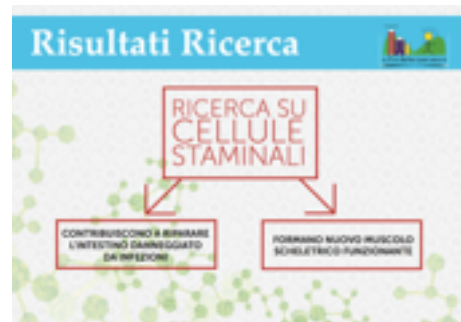 Risultati Ricerca
RICERCA SU
CELLULE
STAMINALI
CONTRIBUISCONO A RIPARARE
L'INTESTINO DANNEGGIATO
DA INFEZIONI
FORMANO NUOVO MUSCOLO
SCHELETRICO FUNZIONANTE